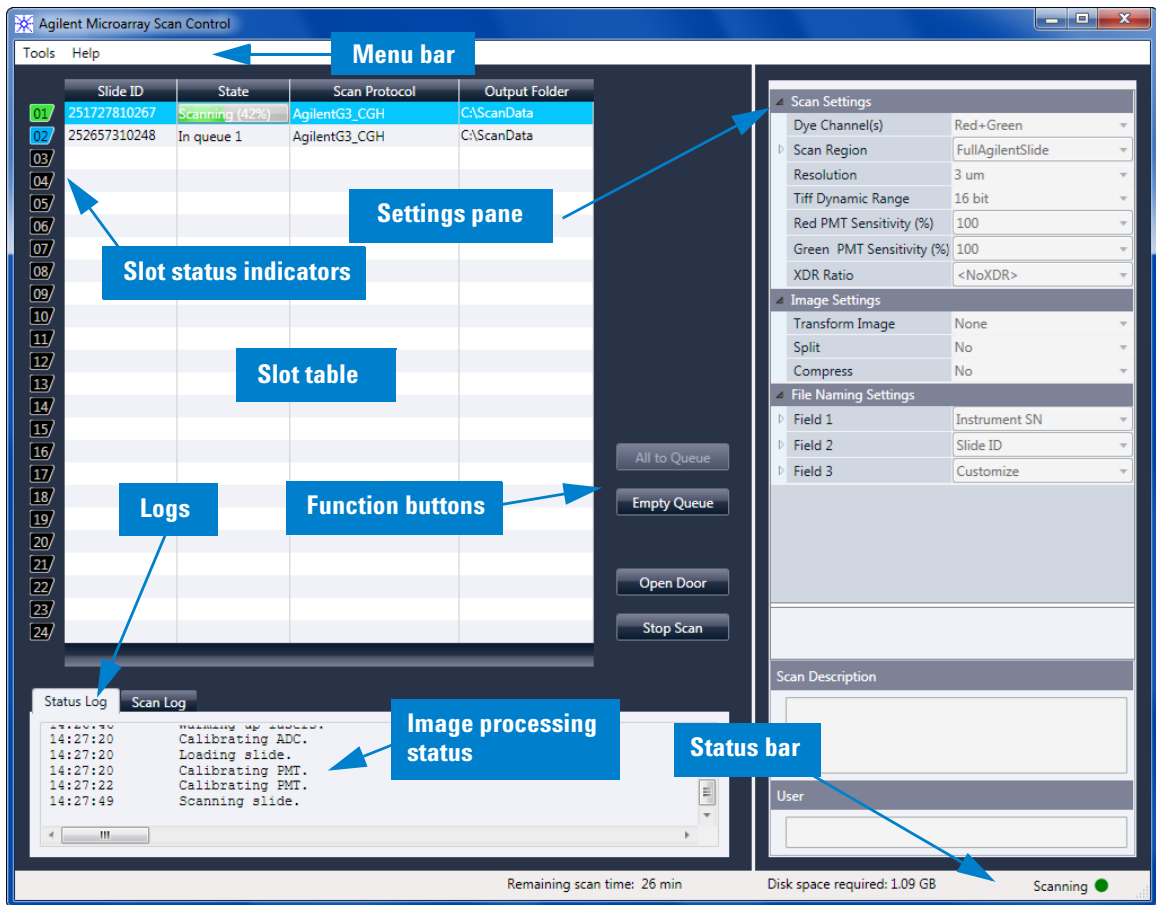 Agilent Microarray Scan Control
Tools Help
Menu bar
Slide ID State Scan Protocol Output Folder
01 251727810267 Scanning (42%) AgilentG3_CGH C:\ScanData
02 252657310248 In queue 1 AgilentG3_CGH C:\ScanData
03
04
05
06
07
08
09
10
11
12
13
14
15
16
17
18
19
20
21
22
23
24
Slot status indicators
Slot table
Settings pane
Logs
Function buttons
All to Queue
Empty Queue
Open Door
Stop Scan
Scan Settings
Dye Channel(s) Red+Green
Scan Region FullAgilentSlide
Resolution 3 um
Tiff Dynamic Range 16 bit
Red PMT Sensitivity (%) 100
Green PMT Sensitivity (%) 100
XDR Ratio <NoXDR>
Image Settings
Transform Image None
Split No
Compress No
File Naming Settings
Field 1 Instrument SN
Field 2 Slide ID
Field 3 Customize
Scan Description
User
Status Log Scan Log
Warming up lasers.
14:27:20 Calibrating ADC.
14:27:20 Loading slide.
14:27:20 Calibrating PMT.
14:27:22 Calibrating PMT.
14:27:49 Scanning slide.
Image processing
status
Status bar
Remaining scan time: 26 min Disk space required: 1.09 GB Scanning